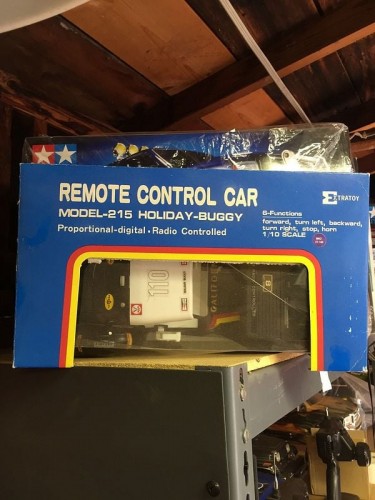 REMOTE CONTROL CAR
MODEL-215 HOLIDAY-BUGGY
Proportional-digital • Radio Controlled
ETRATOY
6-Functions
forward, turn left, backward,
turn right, stop, horn
1/10 SCALE
110